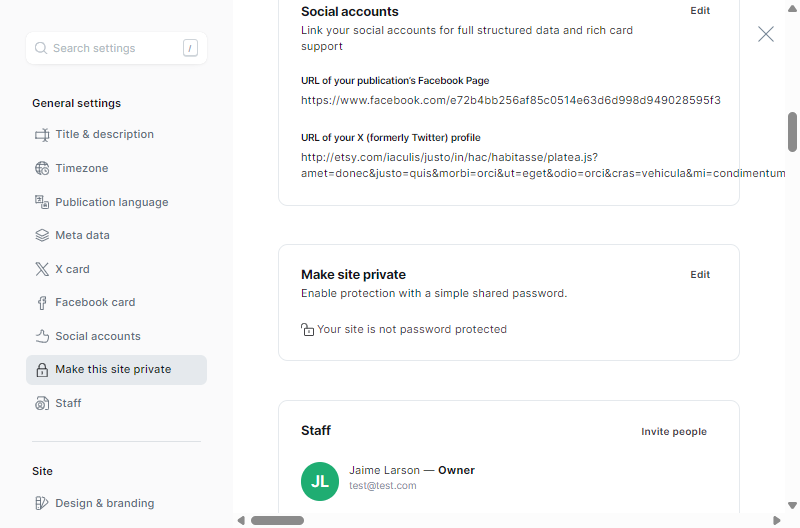 Search settings
/
General settings
Title & description
Timezone
Publication language
Meta data
X card
Facebook card
Social accounts
Make this site private
Staff
Site
Design & branding
Social accounts
Edit
Link your social accounts for full structured data and rich card
support
URL of your publication's Facebook Page
https://www.facebook.com/e72b4bb256af85c0514e63d6d998d949028595f3
URL of your X (formerly Twitter) profile
http://etsy.com/iaculis/justo/in/hac/habitasse/platea.js?
amet=donec&justo=quis&morbi=orci&ut=eget&odio=orci&cras=vehicula&mi=condimentum
Make site private
Edit
Enable protection with a simple shared password.
Your site is not password protected
Staff
Invite people
JL
Jaime Larson — Owner
test@test.com